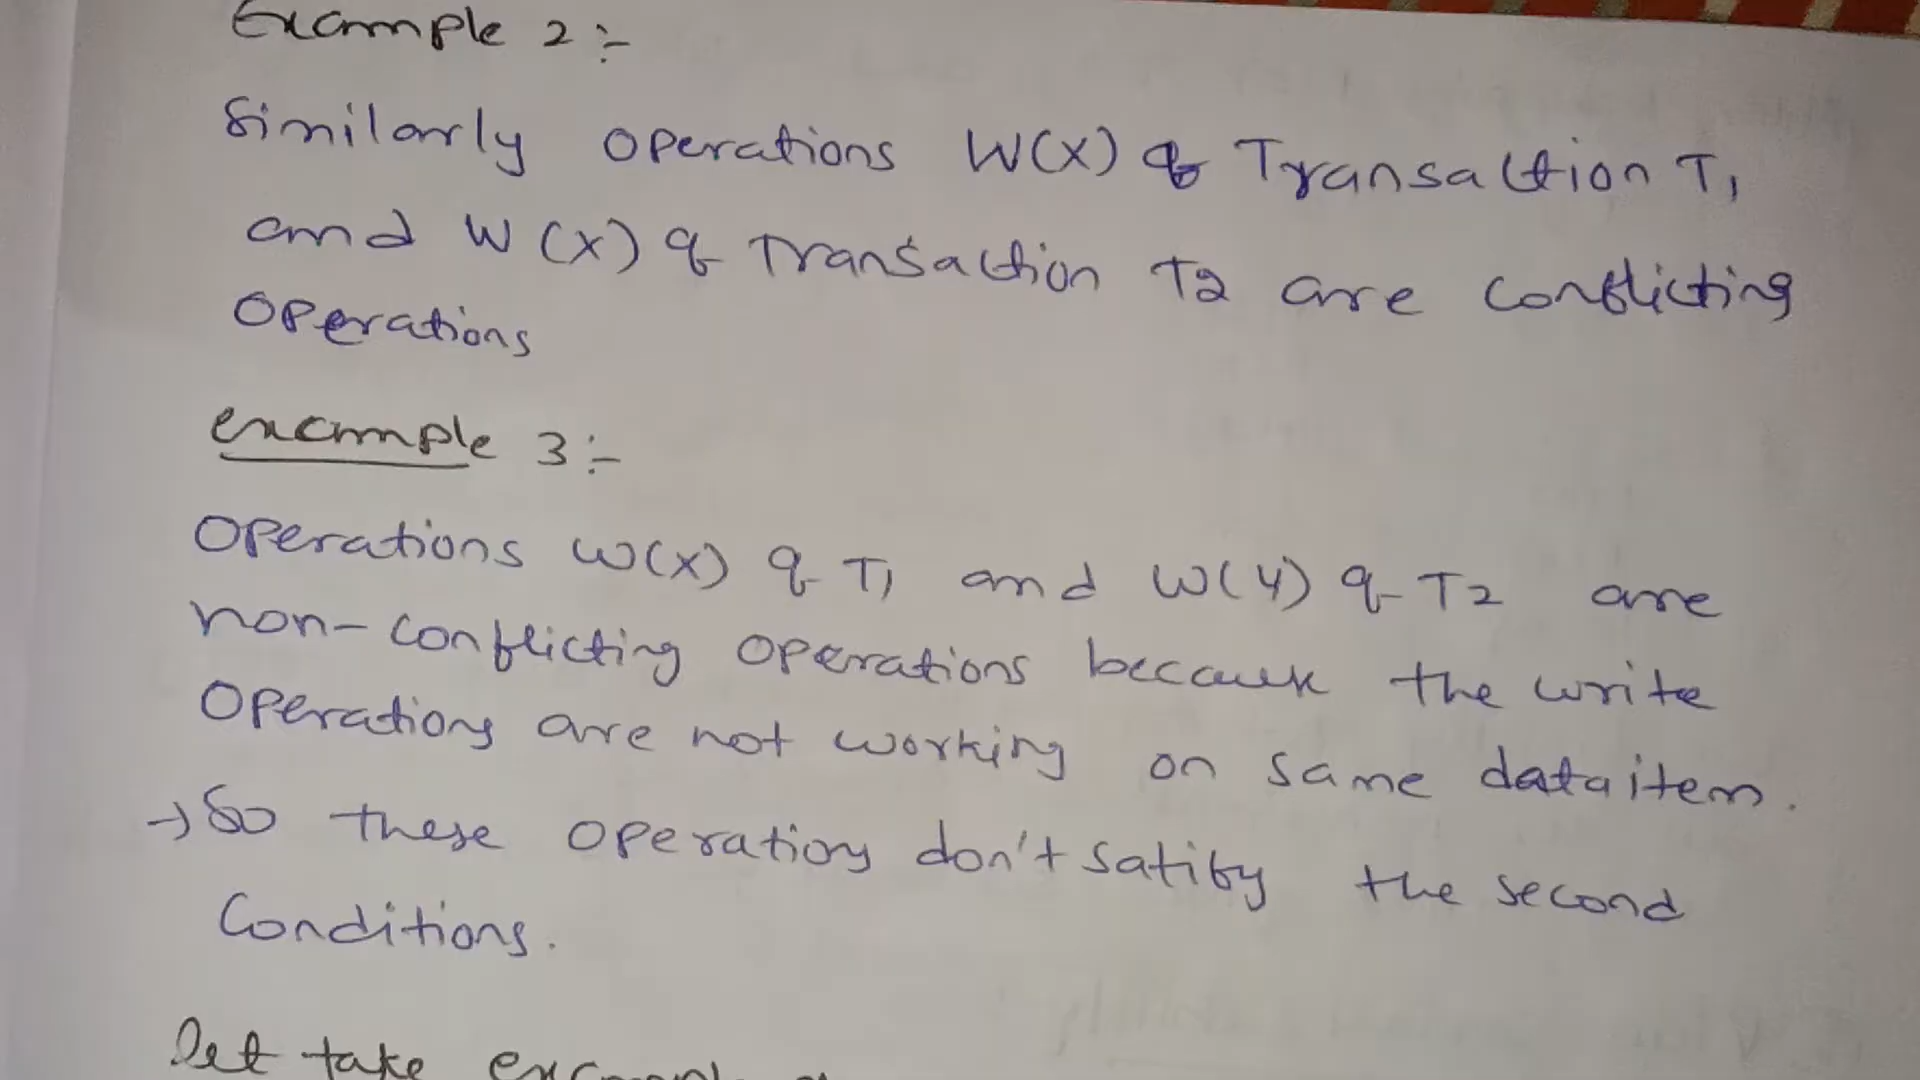 Example 2 :-
Similarly operations W(X) of Transaction T1
and W(X) of Transaction T2 are conflicting
Operations
example 3 :-
Operations W(X) of T1 and W(Y) of T2 are
non-conflicting operations because the write
Operations are not working on same dataitem.
→ So these operations don't satify the second
Conditions.
let take example